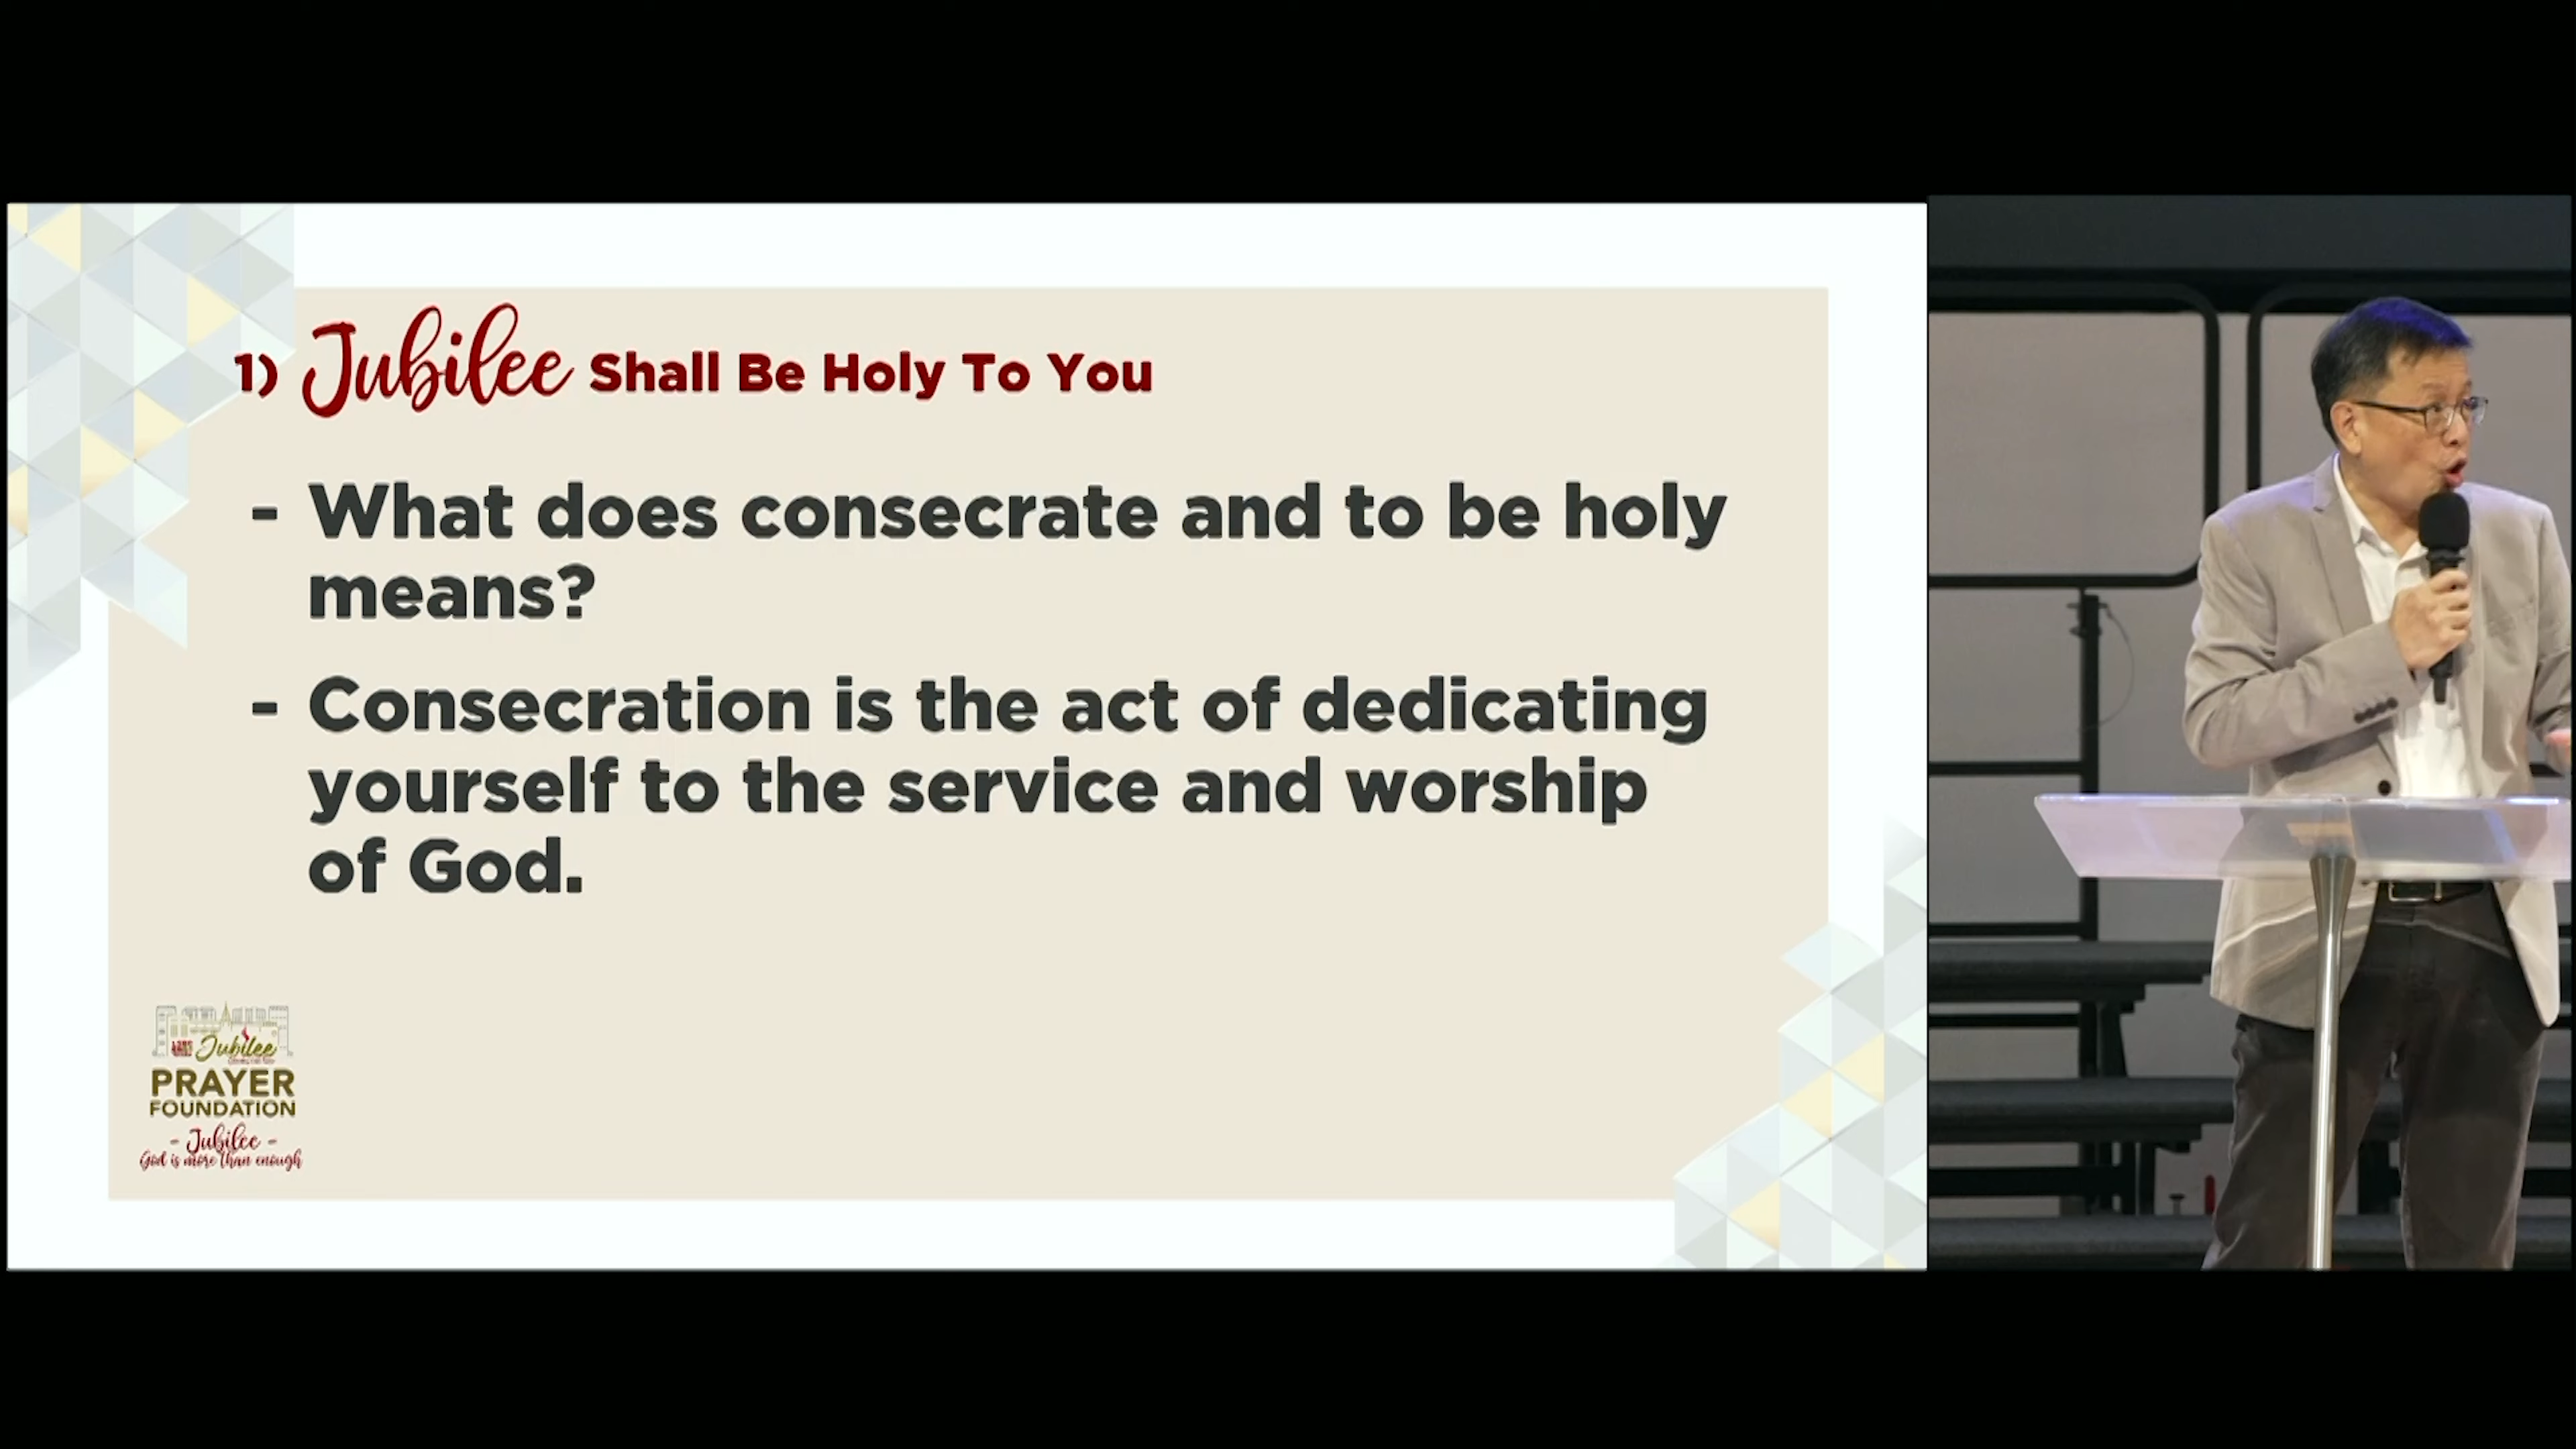 1) Jubilee Shall Be Holy To You
- What does consecrate and to be holy
means?
- Consecration is the act of dedicating
yourself to the service and worship
of God.
Jubilee
PRAYER
FOUNDATION
- Jubilee -
God is more than enough